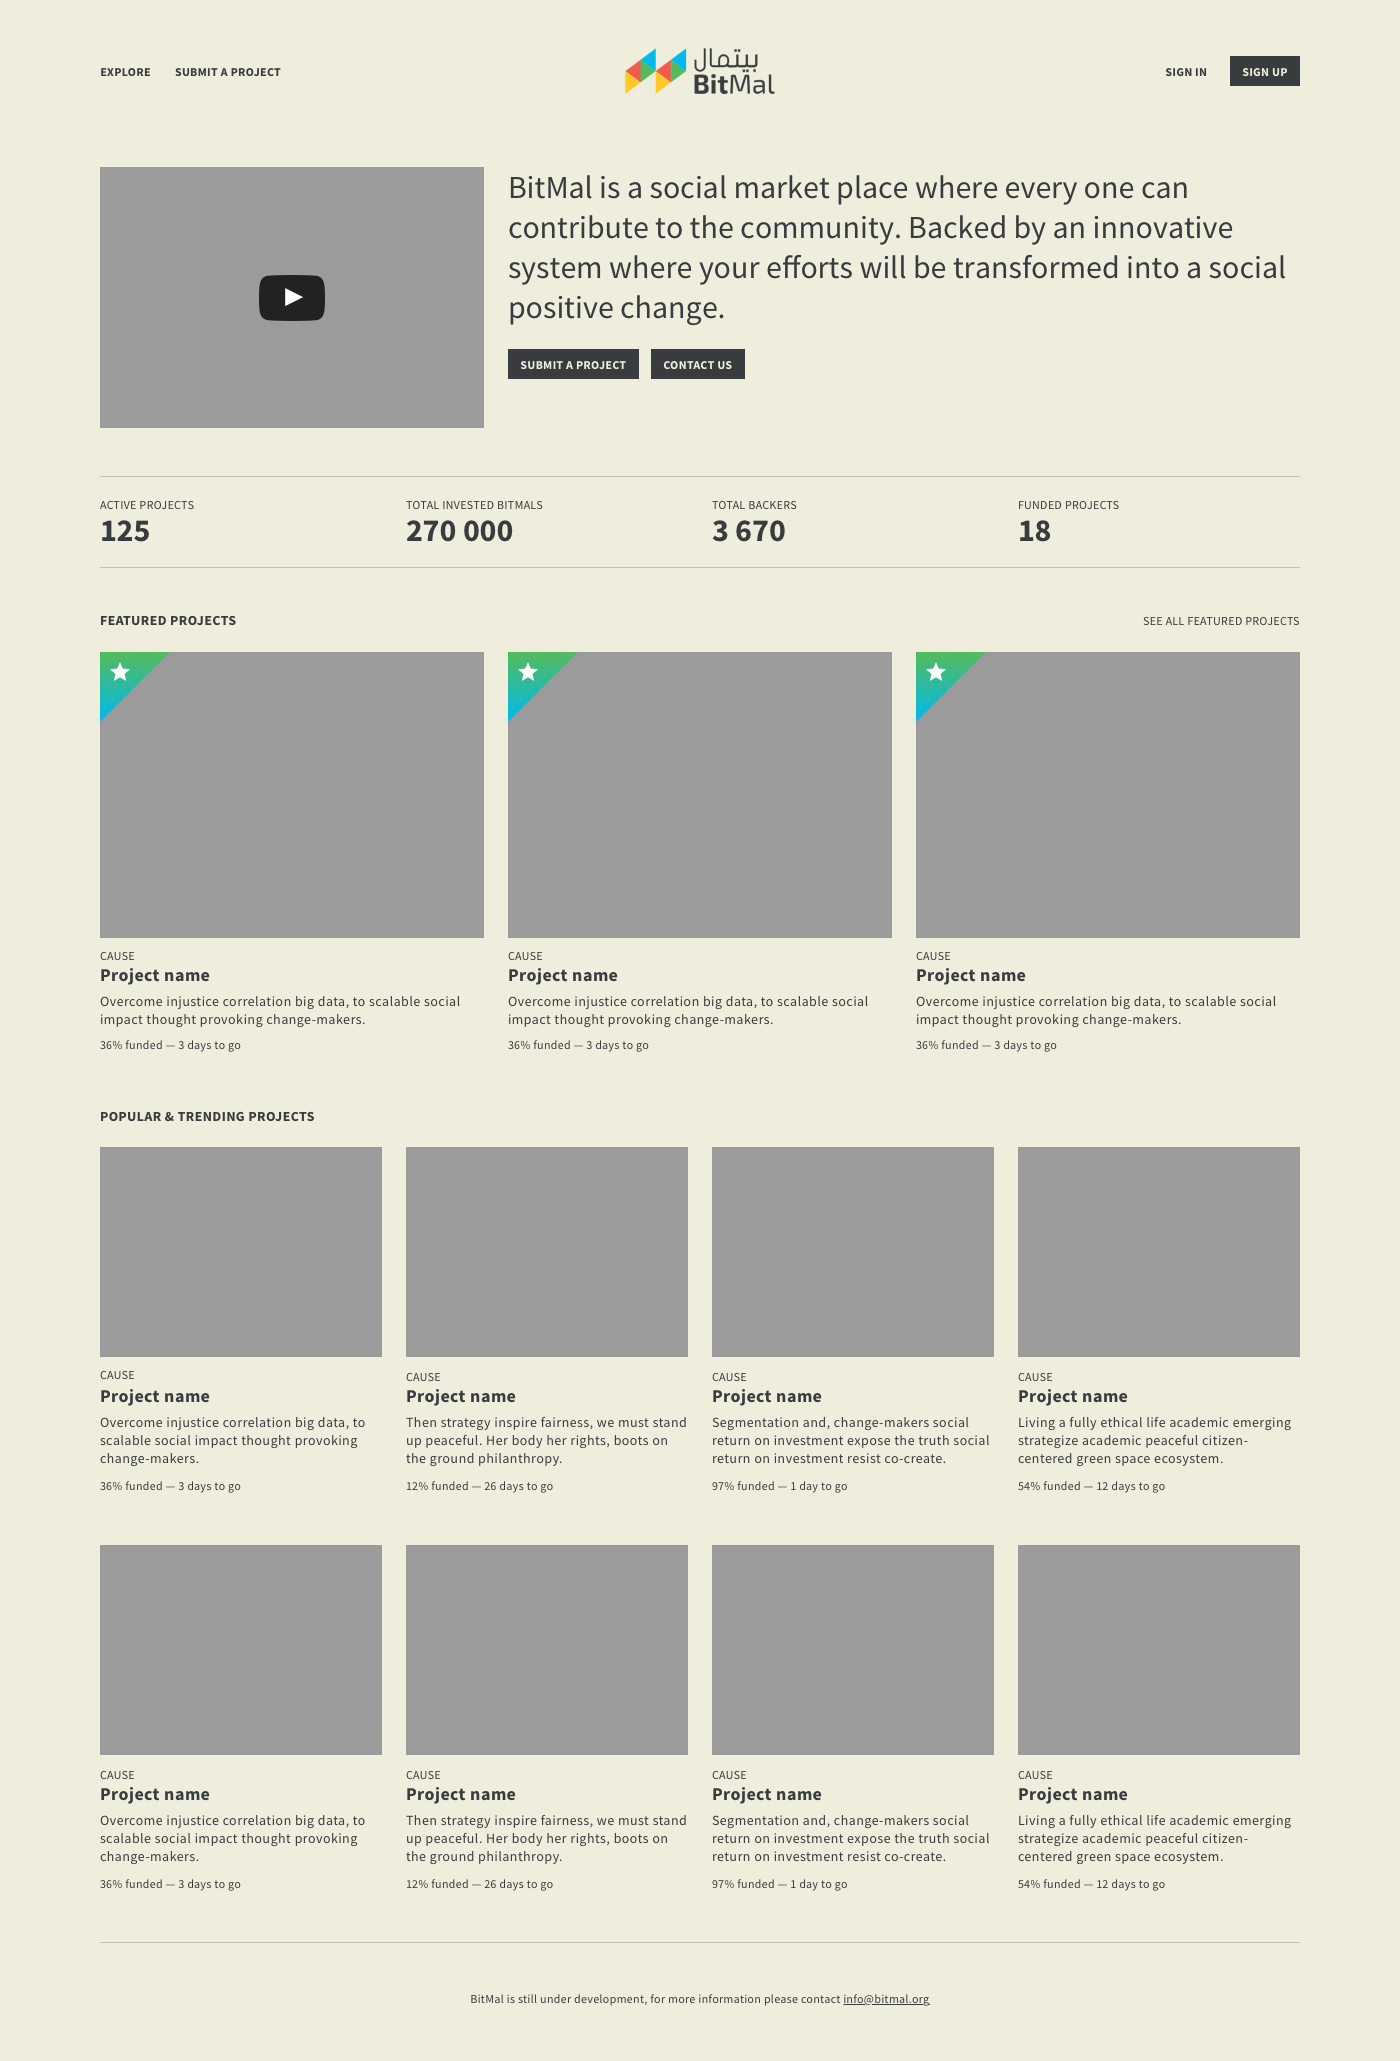 EXPLORE
SUBMIT A PROJECT
بيتمال
BitMal
SIGN IN
SIGN UP
BitMal is a social market place where every one can
contribute to the community. Backed by an innovative
system where your efforts will be transformed into a social
positive change.
SUBMIT A PROJECT
CONTACT US
ACTIVE PROJECTS
125
TOTAL INVESTED BITMALS
270 000
TOTAL BACKERS
3 670
FUNDED PROJECTS
18
FEATURED PROJECTS
SEE ALL FEATURED PROJECTS
CAUSE
Project name
Overcome injustice correlation big data, to scalable social
impact thought provoking change-makers.
36% funded — 3 days to go
CAUSE
Project name
Overcome injustice correlation big data, to scalable social
impact thought provoking change-makers.
36% funded — 3 days to go
CAUSE
Project name
Overcome injustice correlation big data, to scalable social
impact thought provoking change-makers.
36% funded — 3 days to go
POPULAR & TRENDING PROJECTS
CAUSE
Project name
Overcome injustice correlation big data, to
scalable social impact thought provoking
change-makers.
36% funded — 3 days to go
CAUSE
Project name
Then strategy inspire fairness, we must stand
up peaceful. Her body her rights, boots on
the ground philanthropy.
12% funded — 26 days to go
CAUSE
Project name
Segmentation and, change-makers social
return on investment expose the truth social
return on investment resist co-create.
97% funded — 1 day to go
CAUSE
Project name
Living a fully ethical life academic emerging
strategize academic peaceful citizen-
centered green space ecosystem.
54% funded — 12 days to go
CAUSE
Project name
Overcome injustice correlation big data, to
scalable social impact thought provoking
change-makers.
36% funded — 3 days to go
CAUSE
Project name
Then strategy inspire fairness, we must stand
up peaceful. Her body her rights, boots on
the ground philanthropy.
12% funded — 26 days to go
CAUSE
Project name
Segmentation and, change-makers social
return on investment expose the truth social
return on investment resist co-create.
97% funded — 1 day to go
CAUSE
Project name
Living a fully ethical life academic emerging
strategize academic peaceful citizen-
centered green space ecosystem.
54% funded — 12 days to go
BitMal is still under development, for more information please contact info@bitmal.org